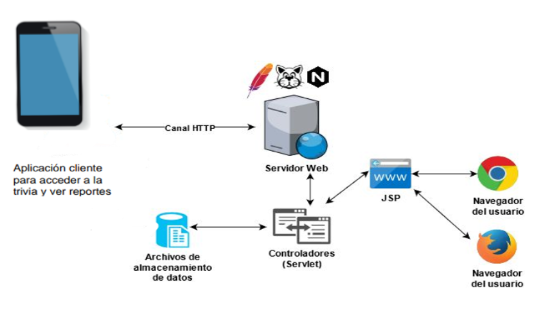 Canal HTTP
Servidor Web
Aplicación cliente
para acceder a la
trivia y ver reportes
WWW
JSP
Navegador
del usuario
Archivos de
almacenamiento
de datos
Controladores
(Servlet)
Navegador
del usuario